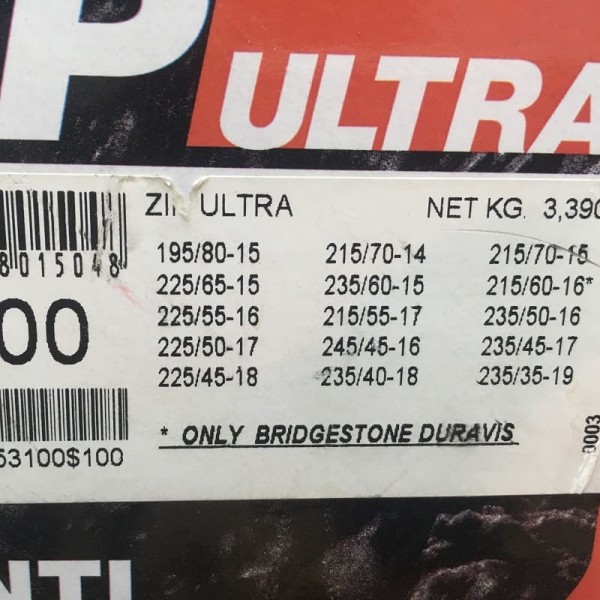 P ULTRA
ZIP ULTRA NET KG. 3,390
8015048
195/80-15 215/70-14 215/70-15
225/65-15 235/60-15 215/60-16*
225/55-16 215/55-17 235/50-16
00
225/50-17 245/45-16 235/45-17
225/45-18 235/40-18 235/35-19
* ONLY BRIDGESTONE DURAVIS
53100$100
0003
NTI